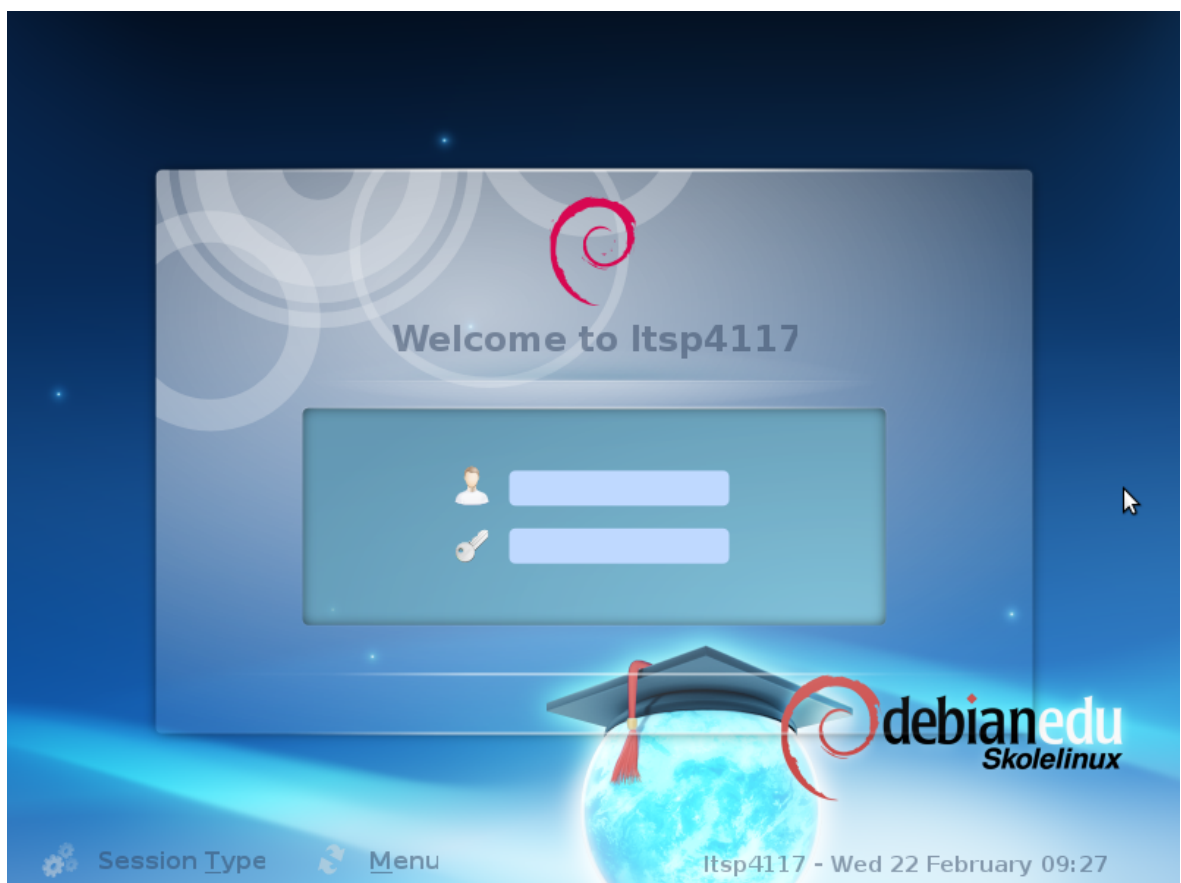 Welcome to ltsp4117
debianedu
Skolelinux
Session Type
Menu
ltsp4117 - Wed 22 February 09:27